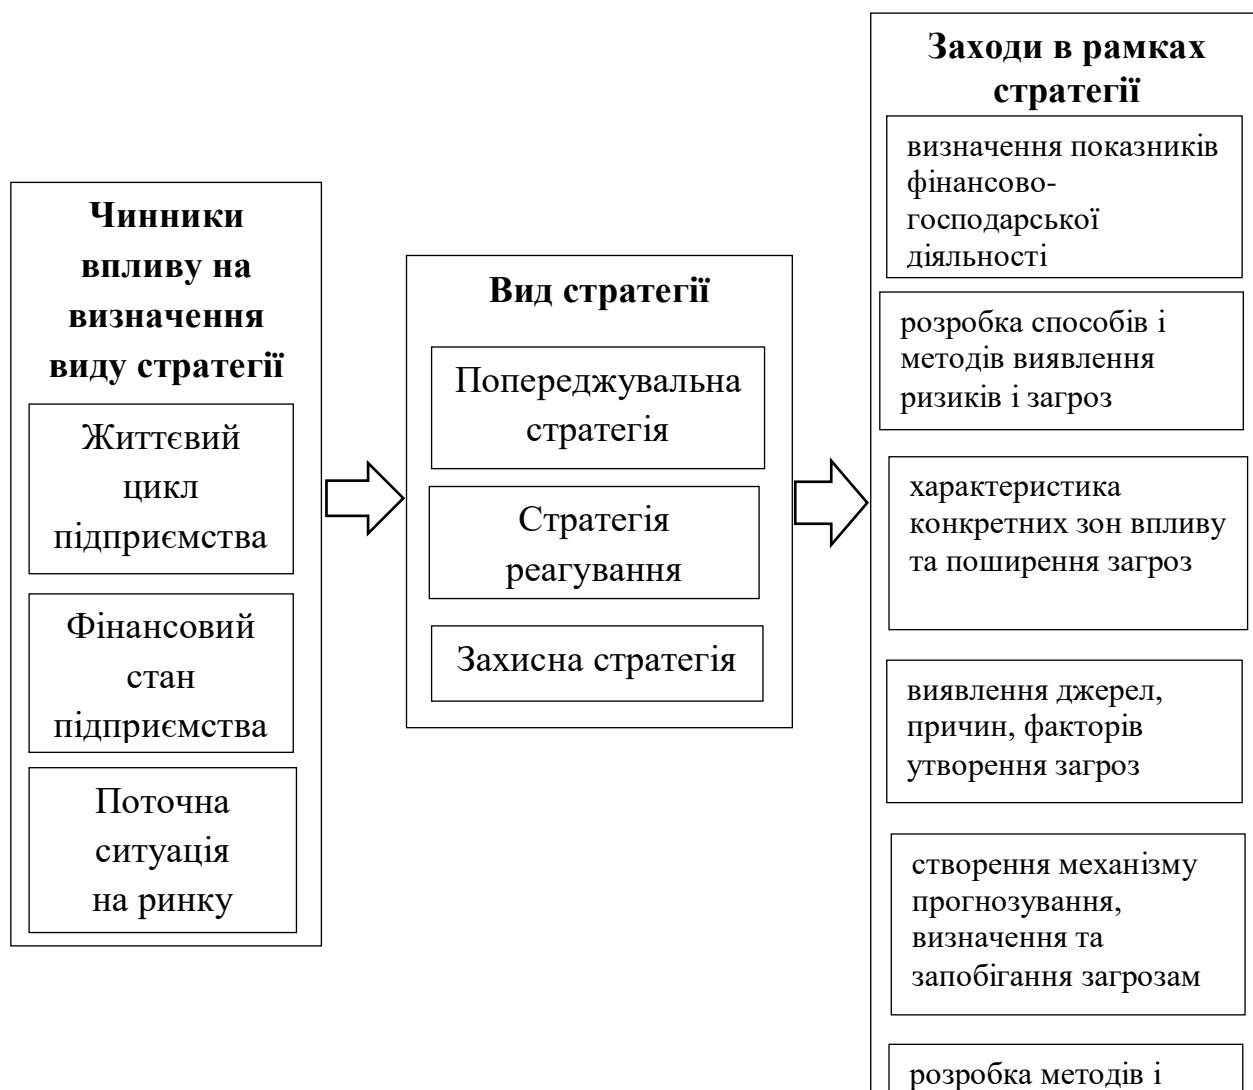 Чинники
впливу на
визначення
виду стратегії
Життєвий
цикл
підприємства
Фінансовий
стан
підприємства
Поточна
ситуація
на ринку
Вид стратегії
Попереджувальна
стратегія
Стратегія
реагування
Захисна стратегія
Заходи в рамках
стратегії
визначення показників
фінансово-
господарської
діяльності
розробка способів і
методів виявлення
ризиків і загроз
характеристика
конкретних зон впливу
та поширення загроз
виявлення джерел,
причин, факторів
утворення загроз
створення механізму
прогнозування,
визначення та
запобігання загрозам
розробка методів і